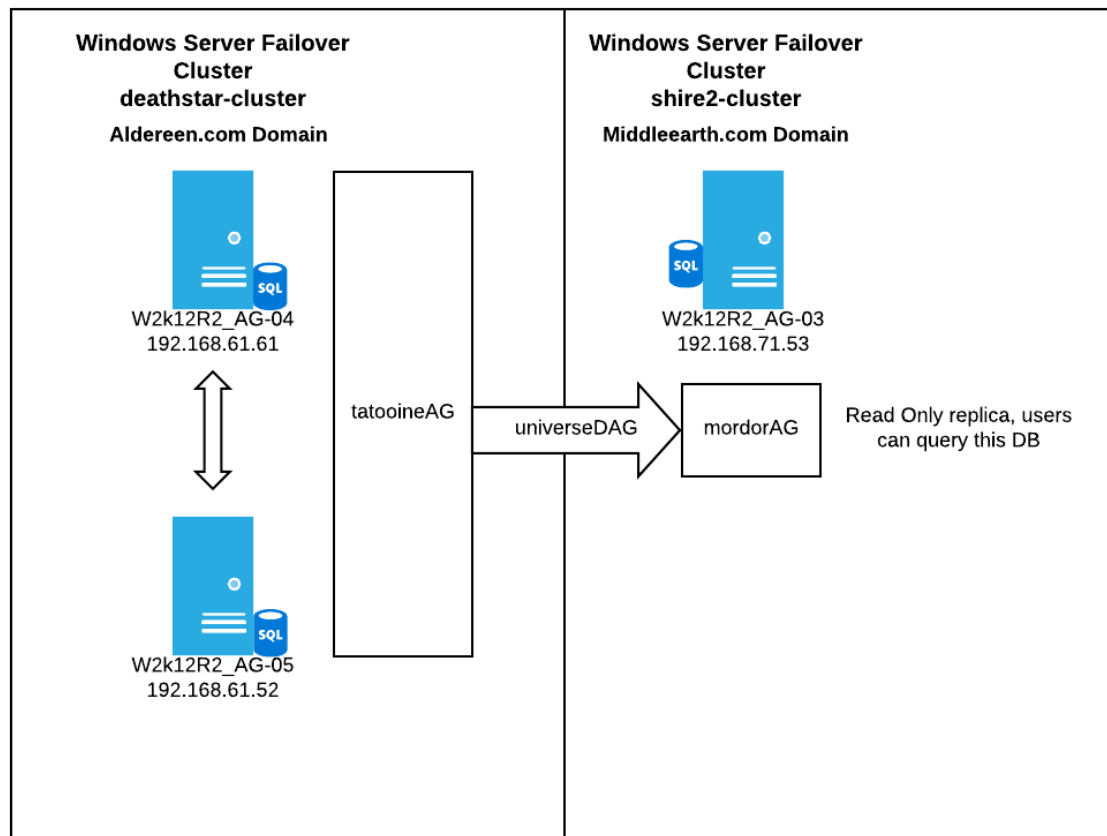 Windows Server Failover
Cluster
deathstar-cluster
Aldereen.com Domain
SQL
W2k12R2_AG-04
192.168.61.61
tatooineAG
SQL
W2k12R2_AG-05
192.168.61.52
universeDAG
Windows Server Failover
Cluster
shire2-cluster
Middleearth.com Domain
SQL
W2k12R2_AG-03
192.168.71.53
mordorAG
Read Only replica, users
can query this DB